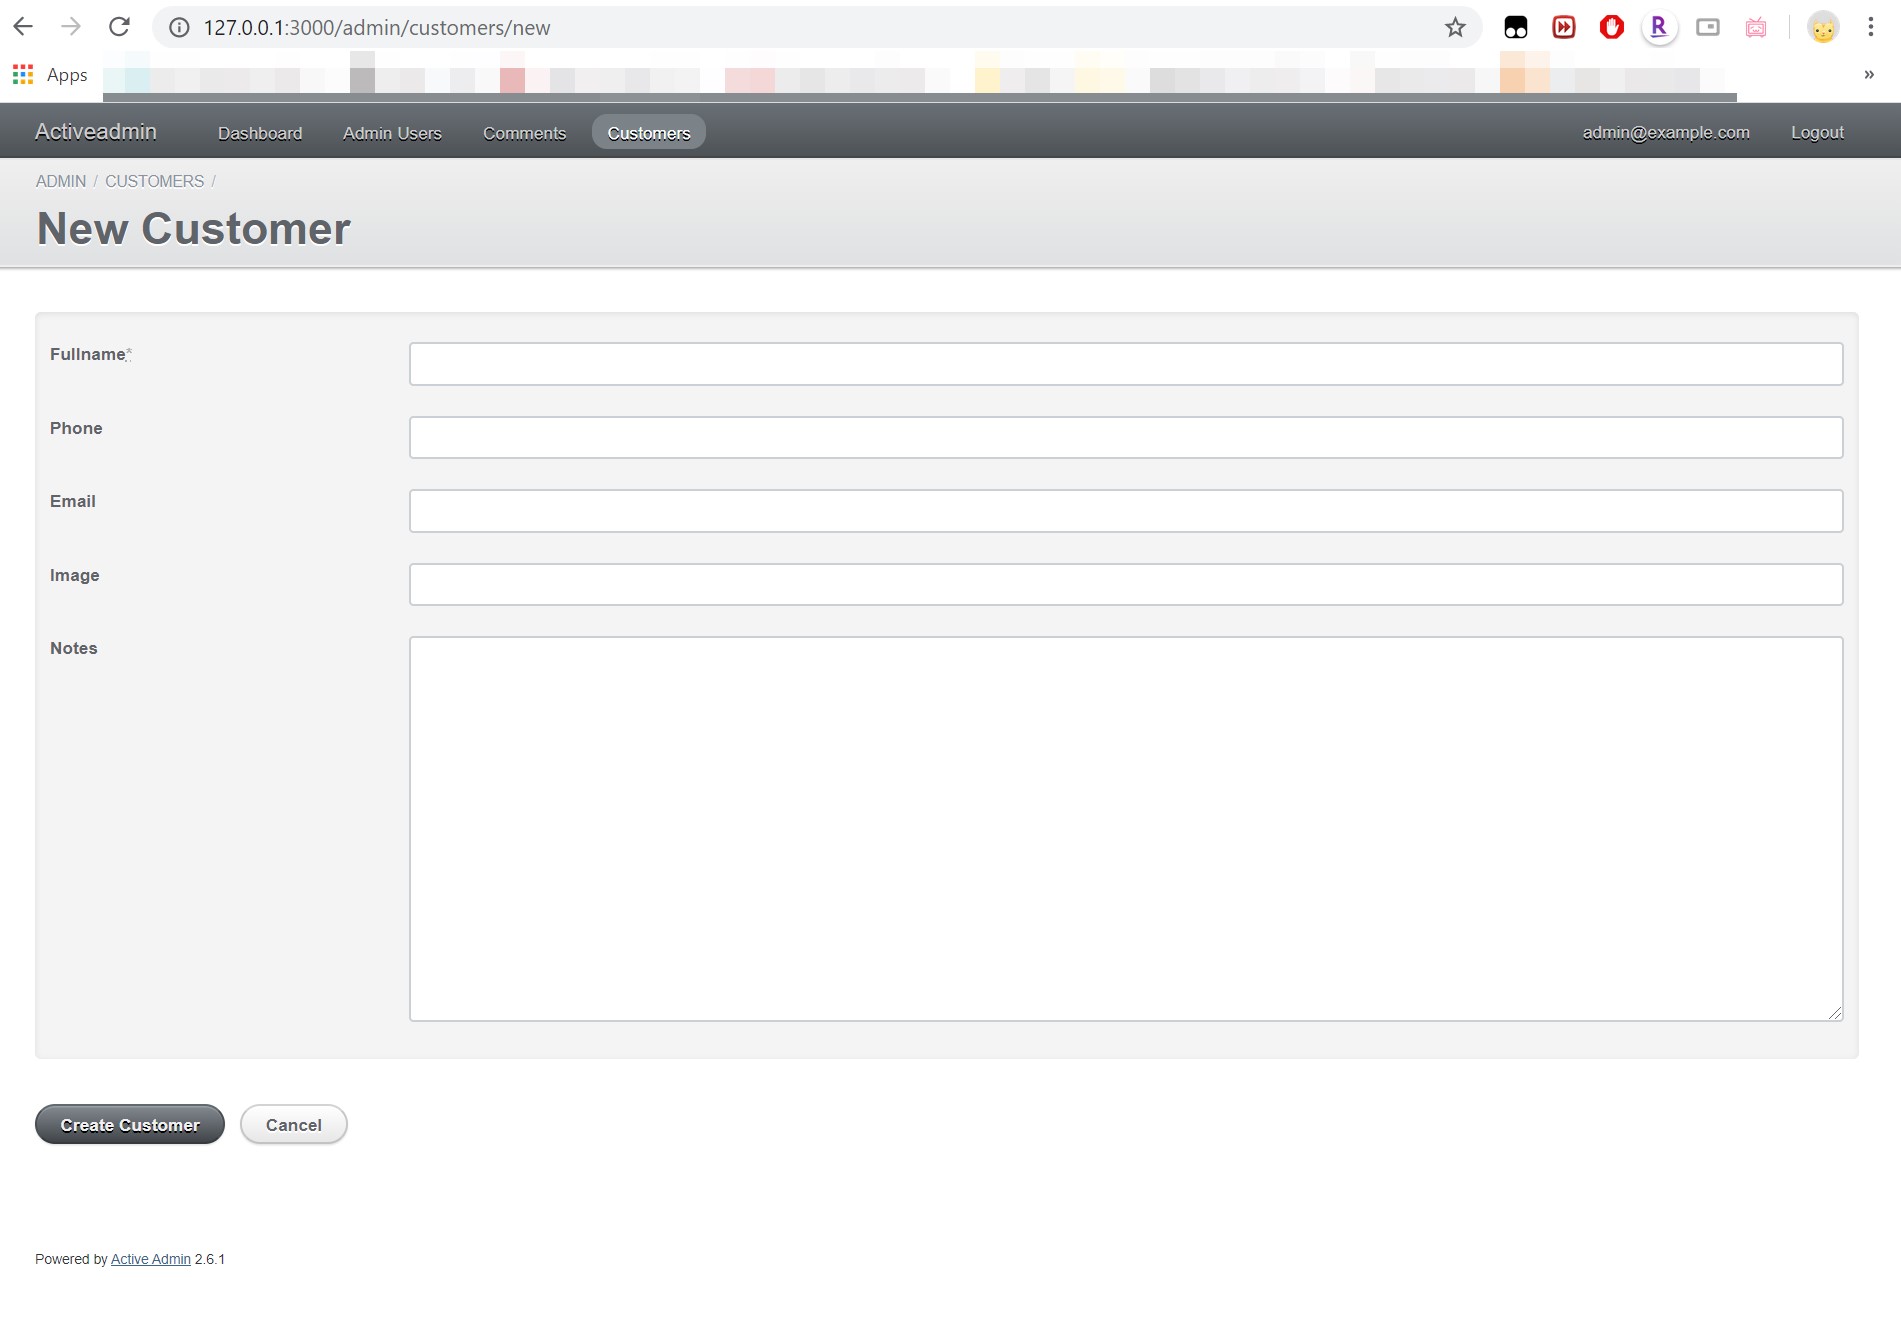 127.0.0.1:3000/admin/customers/new
Apps
»
Activeadmin Dashboard Admin Users Comments Customers admin@example.com Logout
ADMIN / CUSTOMERS /
New Customer
Fullname*
Phone
Email
Image
Notes
Create Customer Cancel
Powered by Active Admin 2.6.1